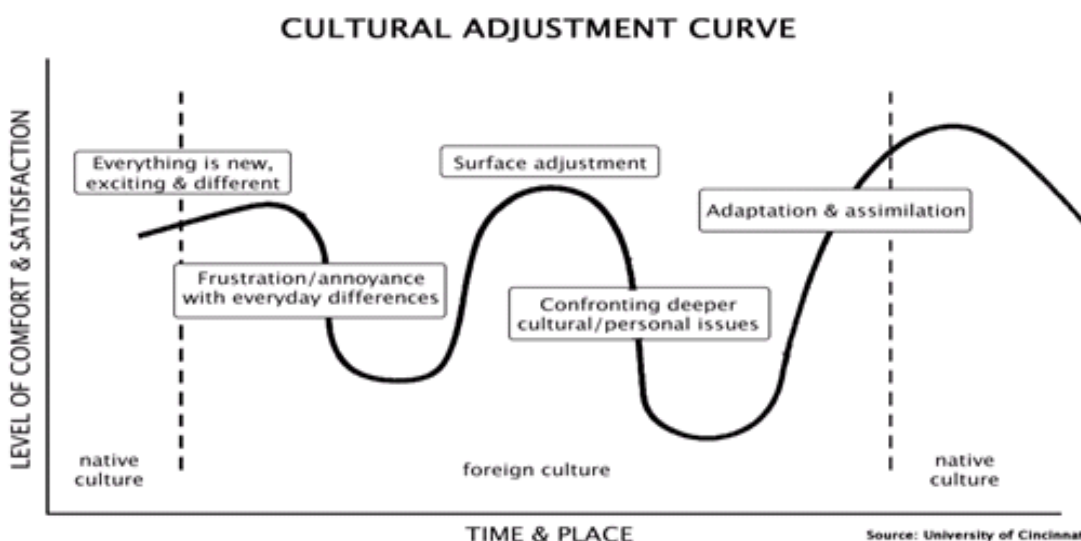 CULTURAL ADJUSTMENT CURVE
LEVEL OF COMFORT & SATISFACTION
Everything is new,
exciting & different
Frustration/annoyance
with everyday differences
Surface adjustment
Confronting deeper
cultural/personal issues
Adaptation & assimilation
native
culture
foreign culture
native
culture
TIME & PLACE
Source: University of Cincinnat